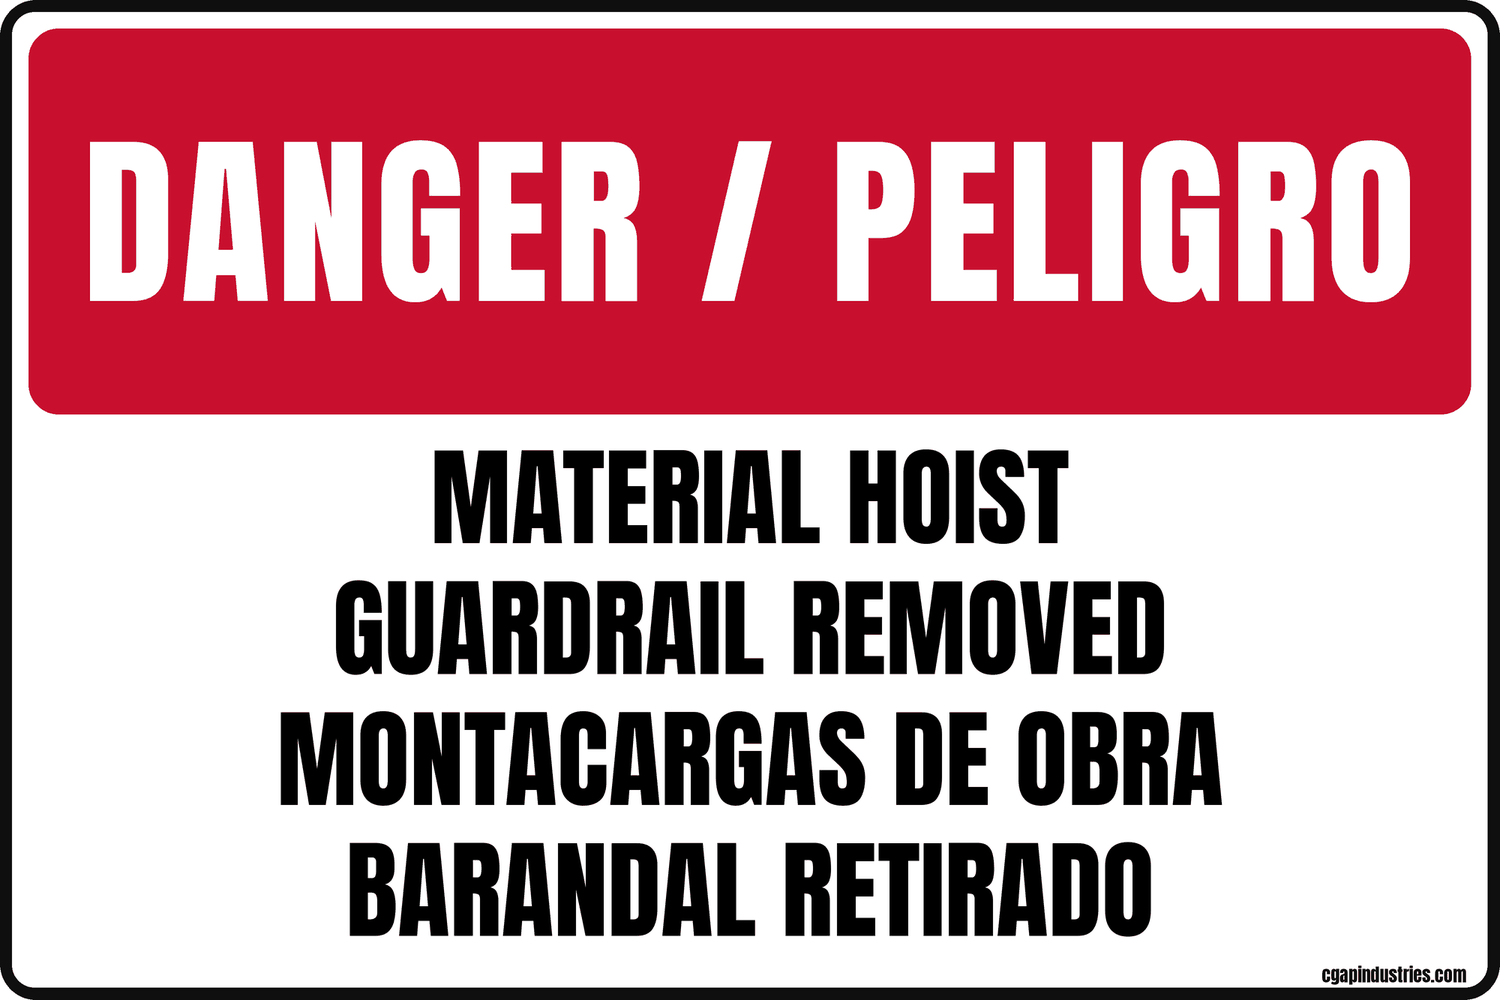 DANGER / PELIGRO
MATERIAL HOIST
GUARDRAIL REMOVED
MONTACARGAS DE OBRA
BARANDAL RETIRADO
cgapindustries.com